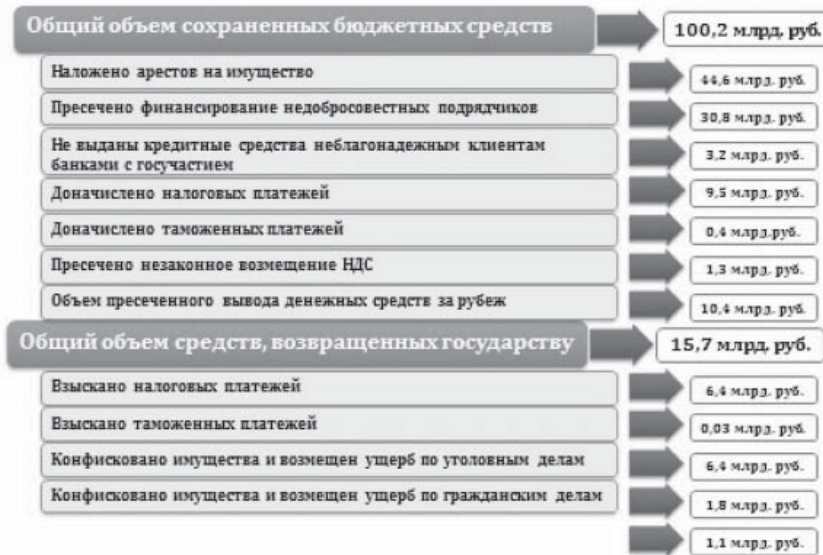 Общий объем сохраненных бюджетных средств 100,2 млрд. руб.
Наложено арестов на имущество 44,6 млрд. руб.
Пресечено финансирование недобросовестных подрядчиков 30,8 млрд. руб.
Не выданы кредитные средства неблагонадежным клиентам
банками с госучастием 3,2 млрд. руб.
Доначислено налоговых платежей 9,5 млрд. руб.
Доначислено таможенных платежей 0,4 млрд.руб.
Пресечено незаконное возмещение НДС 1,3 млрд. руб.
Объем пресеченного вывода денежных средств за рубеж 10,4 млрд. руб.
Общий объем средств, возвращенных государству 15,7 млрд. руб.
Взыскано налоговых платежей 6,4 млрд. руб.
Взыскано таможенных платежей 0,03 млрд. руб.
Конфисковано имущества и возмещен ущерб по уголовным делам 6,4 млрд. руб.
Конфисковано имущества и возмещен ущерб по гражданским делам 1,8 млрд. руб.
1,1 млрд. руб.